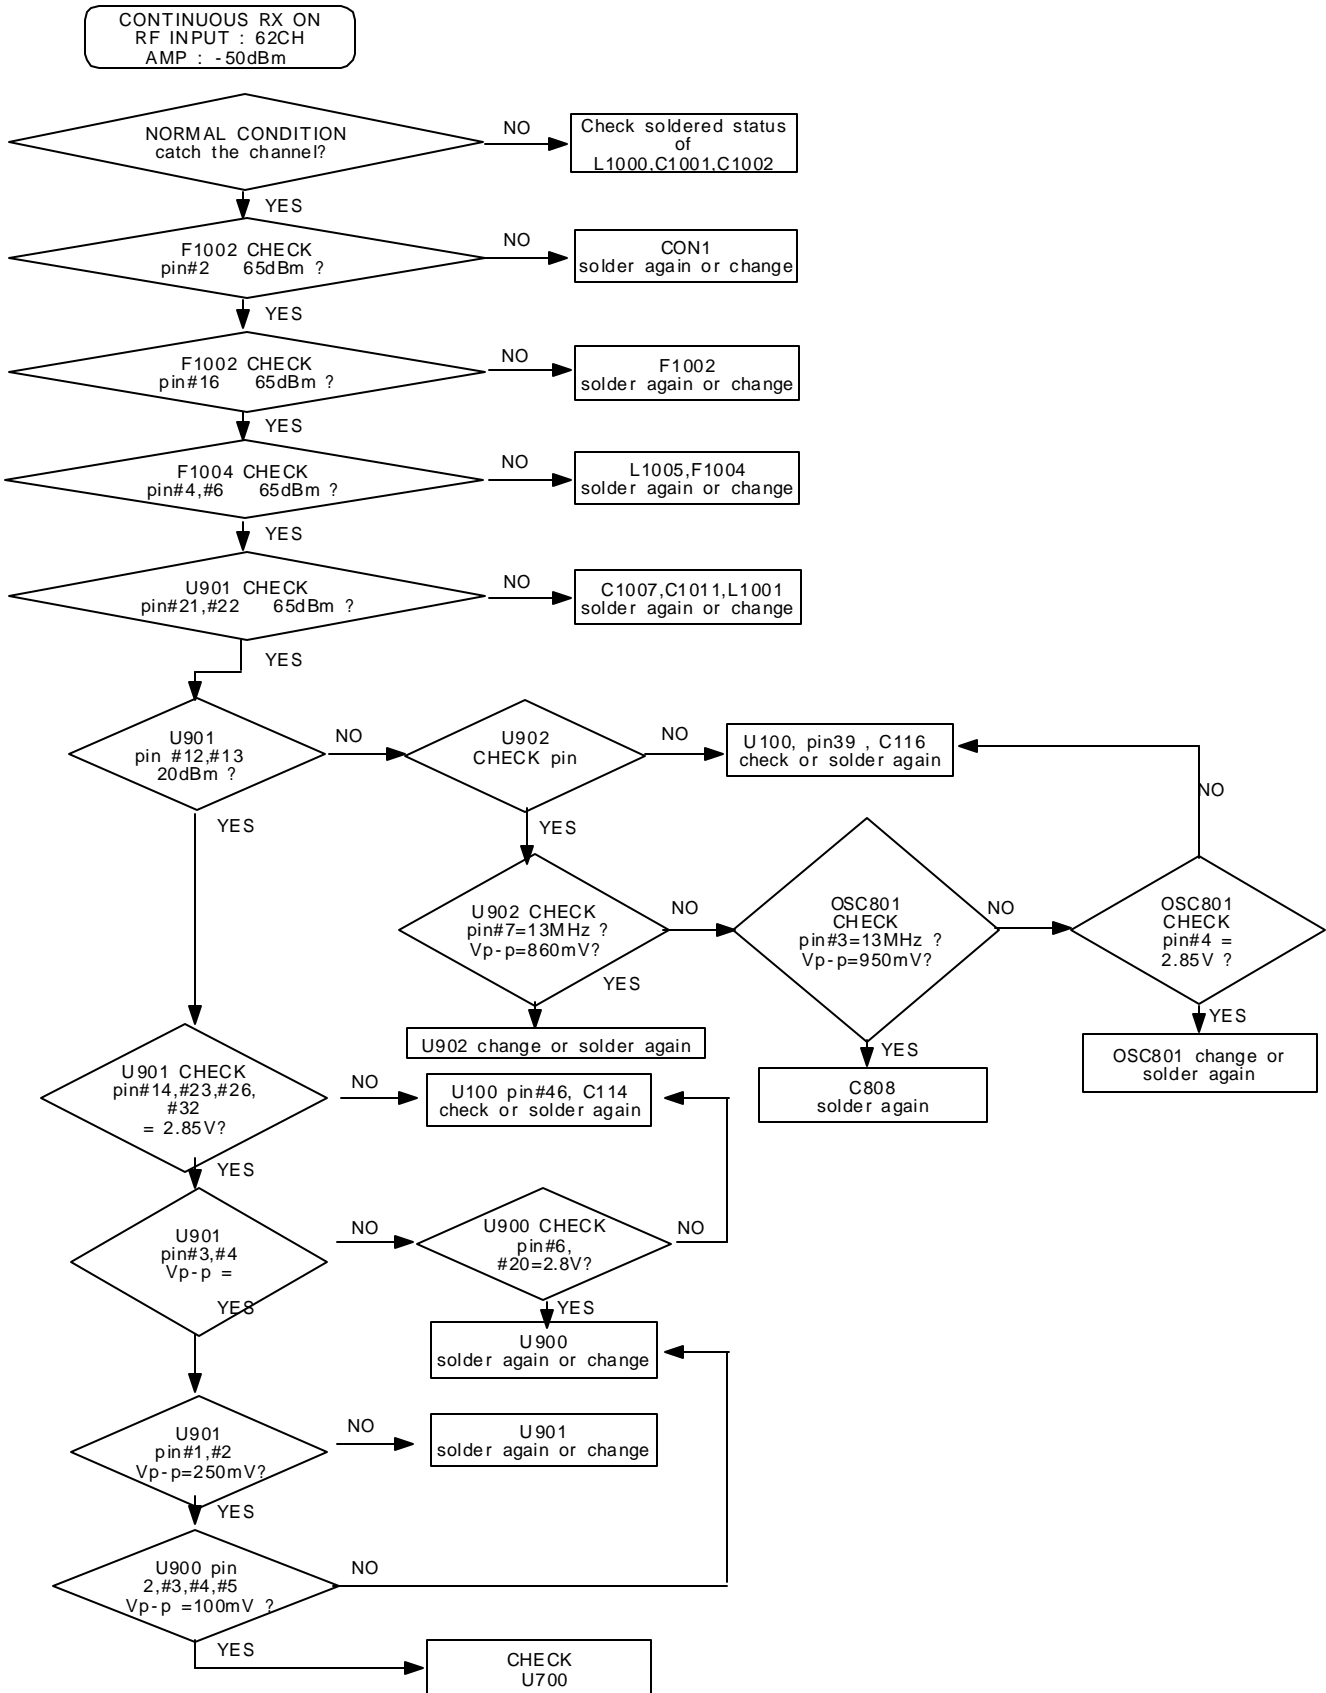 CONTINUOUS RX ON
RF INPUT : 62CH
AMP : -50dBm
NORMAL CONDITION
catch the channel?
NO
Check soldered status
of
L1000,C1001,C1002
YES
F1002 CHECK
pin#2 65dBm ?
NO
CON1
solder again or change
YES
F1002 CHECK
pin#16 65dBm ?
NO
F1002
solder again or change
YES
F1004 CHECK
pin#4,#6 65dBm ?
NO
L1005,F1004
solder again or change
YES
U901 CHECK
pin#21,#22 65dBm ?
NO
C1007,C1011,L1001
solder again or change
YES
U901
pin #12,#13
20dBm ?
NO
U902
CHECK pin
NO
U100, pin39 , C116
check or solder again
NO
YES
YES
U902 CHECK
pin#7=13MHz ?
Vp-p=860mV?
NO
OSC801
CHECK
pin#3=13MHz ?
Vp-p=950mV?
NO
OSC801
CHECK
pin#4 =
2.85V ?
YES
U902 change or solder again
YES
C808
solder again
YES
OSC801 change or
solder again
U901 CHECK
pin#14,#23,#26,
#32
= 2.85V?
NO
U100 pin#46, C114
check or solder again
YES
U901
pin#3,#4
Vp-p =
NO
U900 CHECK
pin#6,
#20=2.8V?
NO
YES
YES
U900
solder again or change
U901
pin#1,#2
Vp-p=250mV?
NO
U901
solder again or change
YES
U900 pin
2,#3,#4,#5
Vp-p =100mV ?
NO
YES
CHECK
U700